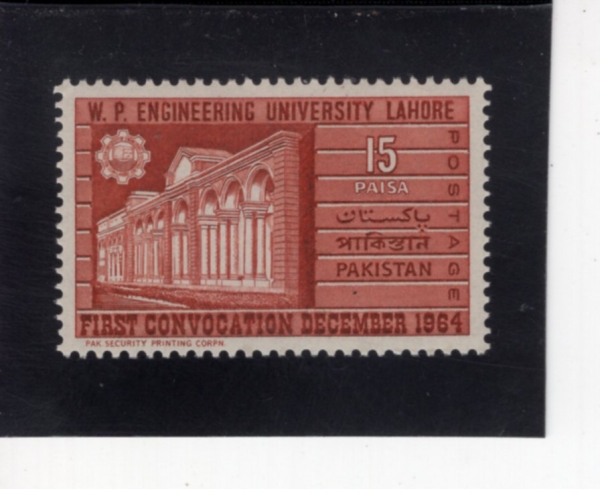 W. P. ENGINEERING UNIVERSITY LAHORE
15
PAISA
پاکستان
পাকিস্তান
PAKISTAN
POSTAGE
FIRST CONVOCATION DECEMBER 1964
PAK SECURITY PRINTING CORPN.